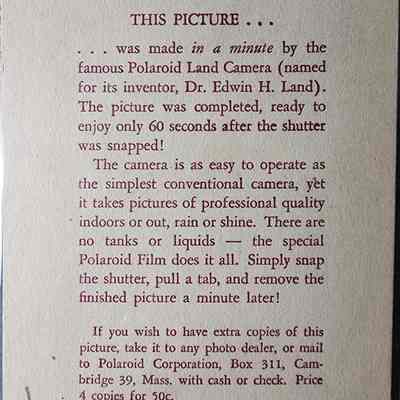 THIS PICTURE . . .
. . . was made in a minute by the
famous Polaroid Land Camera (named
for its inventor, Dr. Edwin H. Land).
The picture was completed, ready to
enjoy only 60 seconds after the shutter
was snapped!
The camera is as easy to operate as
the simplest conventional camera, yet
it takes pictures of professional quality
indoors or out, rain or shine. There are
no tanks or liquids — the special
Polaroid Film does it all. Simply snap
the shutter, pull a tab, and remove the
finished picture a minute later!
If you wish to have extra copies of this
picture, take it to any photo dealer, or mail
to Polaroid Corporation, Box 311, Cam-
bridge 39, Mass. with cash or check. Price
4 copies for 50c.